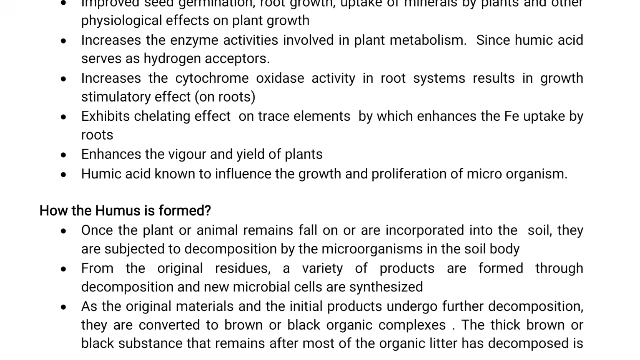 • Improved seed germination, root growth, uptake of minerals by plants and other
physiological effects on plant growth
• Increases the enzyme activities involved in plant metabolism. Since humic acid
serves as hydrogen acceptors.
• Increases the cytochrome oxidase activity in root systems results in growth
stimulatory effect (on roots)
• Exhibits chelating effect on trace elements by which enhances the Fe uptake by
roots
• Enhances the vigour and yield of plants
• Humic acid known to influence the growth and proliferation of micro organism.
How the Humus is formed?
• Once the plant or animal remains fall on or are incorporated into the soil, they
are subjected to decomposition by the microorganisms in the soil body
• From the original residues, a variety of products are formed through
decomposition and new microbial cells are synthesized
• As the original materials and the initial products undergo further decomposition,
they are converted to brown or black organic complexes . The thick brown or
black substance that remains after most of the organic litter has decomposed is